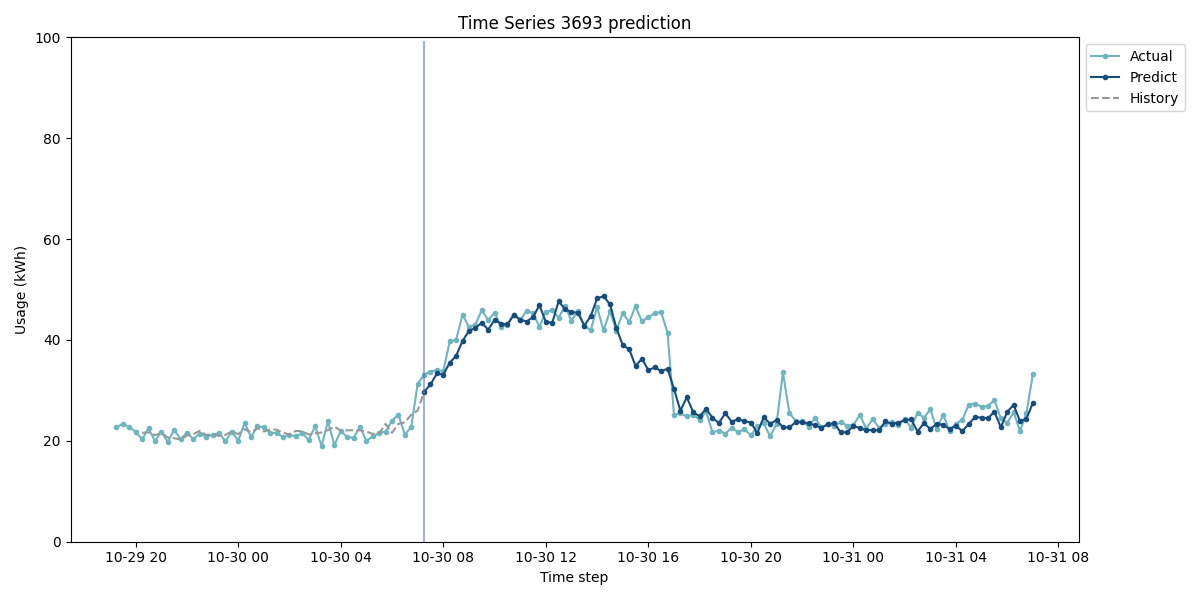 Time Series 3693 prediction
100
80
60
40
20
0
Usage (kWh)
10-29 20
10-30 00
10-30 04
10-30 08
10-30 12
10-30 16
10-30 20
10-31 00
10-31 04
10-31 08
Time step
Actual
Predict
History